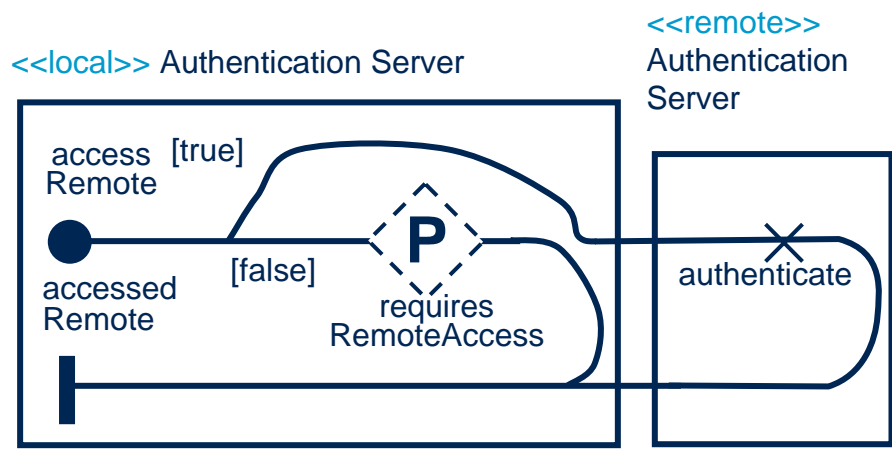 <<remote>>
Authentication
Server
<<local>> Authentication Server
access
Remote
[true]
P
[false]
accessed
Remote
requires
RemoteAccess
authenticate